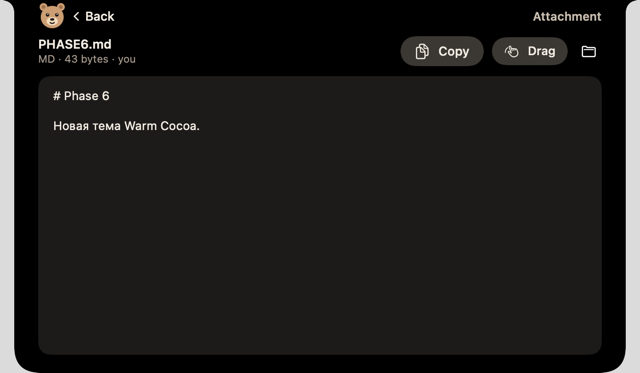 Back
Attachment
PHASE6.md
MD · 43 bytes · you
Copy
Drag
# Phase 6
Новая тема Warm Cocoa.